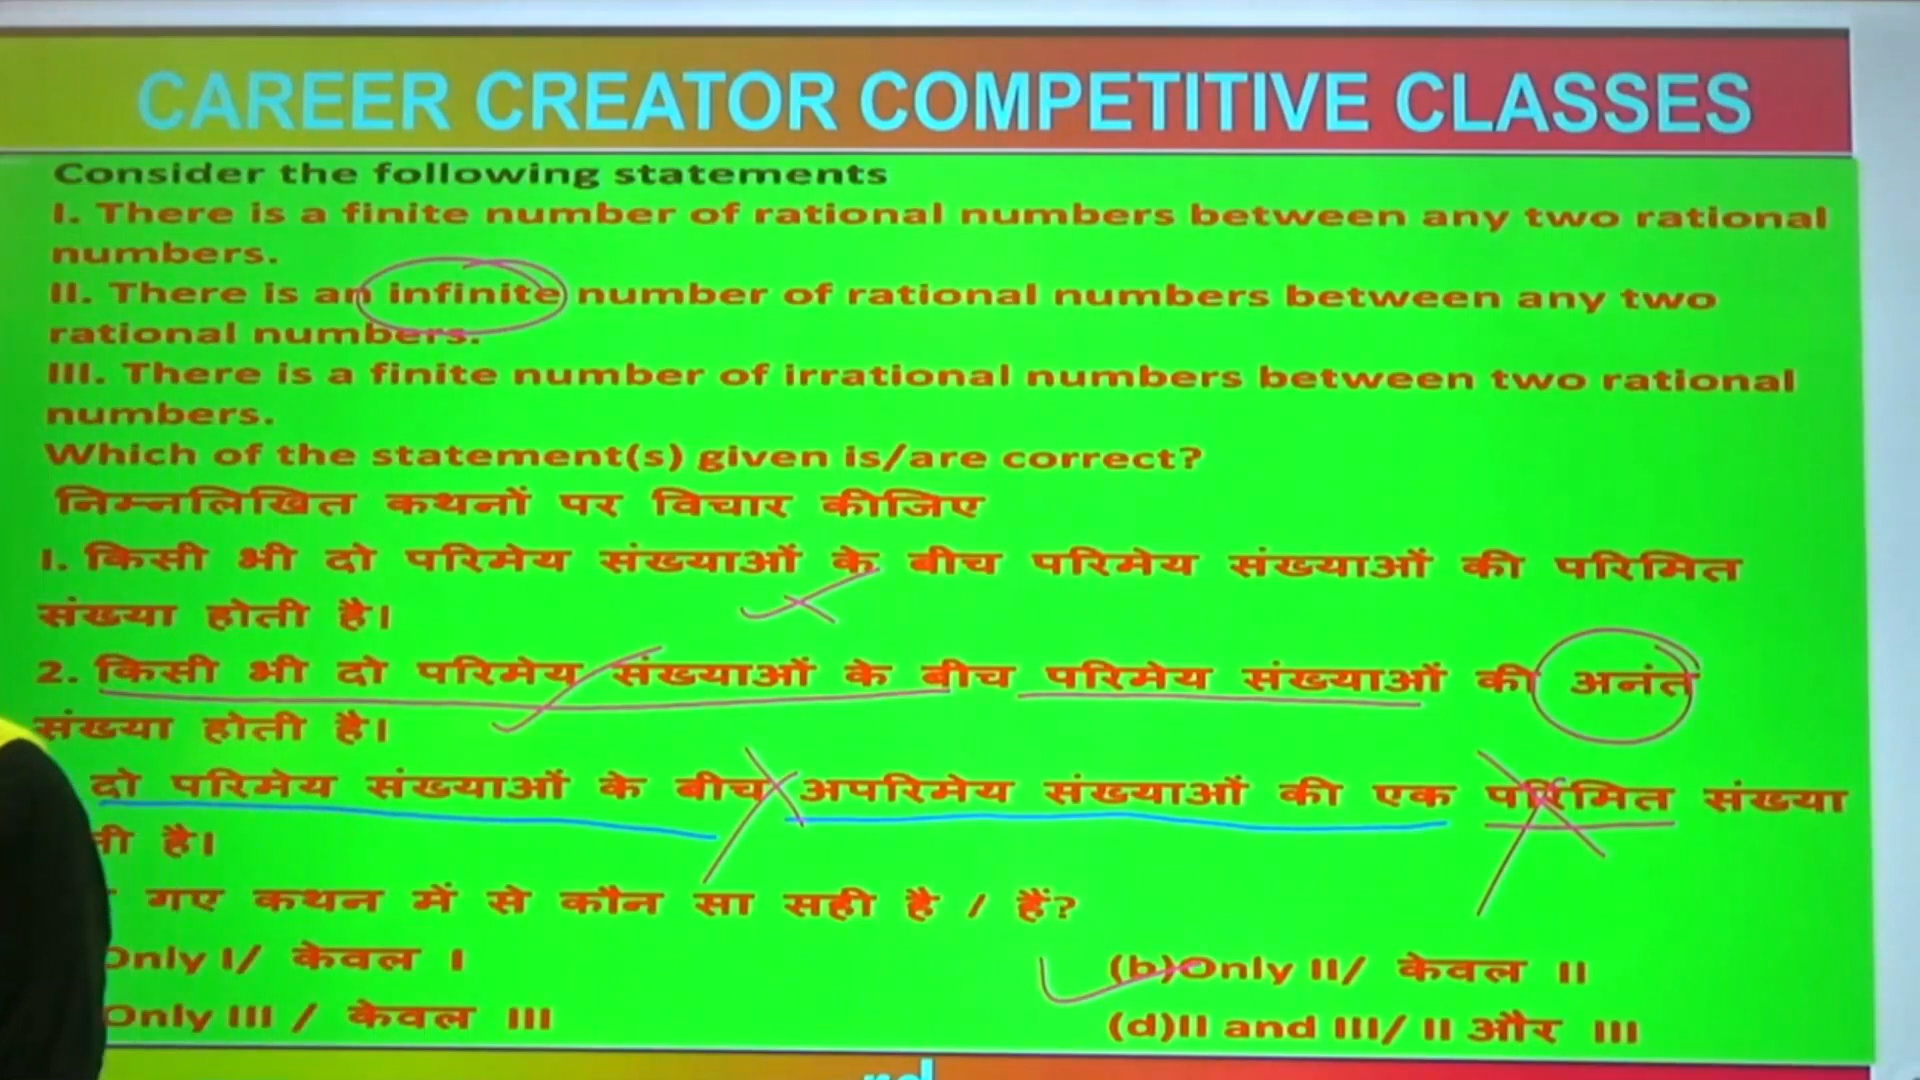 CAREER CREATOR COMPETITIVE CLASSES
Consider the following statements
I. There is a finite number of rational numbers between any two rational
numbers.
II. There is an infinite number of rational numbers between any two
rational numbers.
III. There is a finite number of irrational numbers between two rational
numbers.
Which of the statement(s) given is/are correct?
निम्नलिखित कथनों पर विचार कीजिए
1. किसी भी दो परिमेय संख्याओं के बीच परिमेय संख्याओं की परिमित
संख्या होती है।
2. किसी भी दो परिमेय संख्याओं के बीच परिमेय संख्याओं की अनंत
संख्या होती है।
दो परिमेय संख्याओं के बीच अपरिमेय संख्याओं की एक परिमित संख्या
है।
गए कथन में से कौन सा सही है / हैं?
Only I/ केवल I
(b)Only II/ केवल II
Only III / केवल III
(d)II and III/ II और III